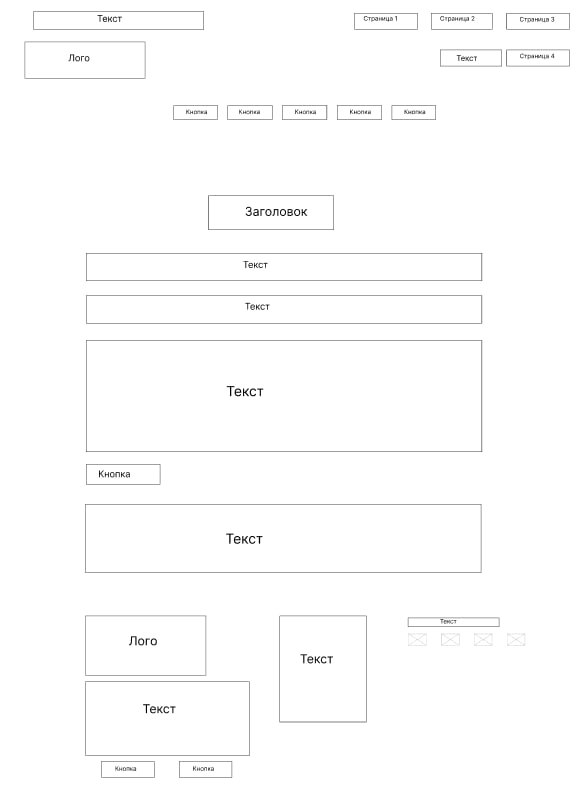 Текст
Страница 1
Страница 2
Страница 3
Лого
Текст
Страница 4
Кнопка
Кнопка
Кнопка
Кнопка
Кнопка
Заголовок
Текст
Текст
Текст
Кнопка
Текст
Лого
Текст
Кнопка
Кнопка
Текст
Текст